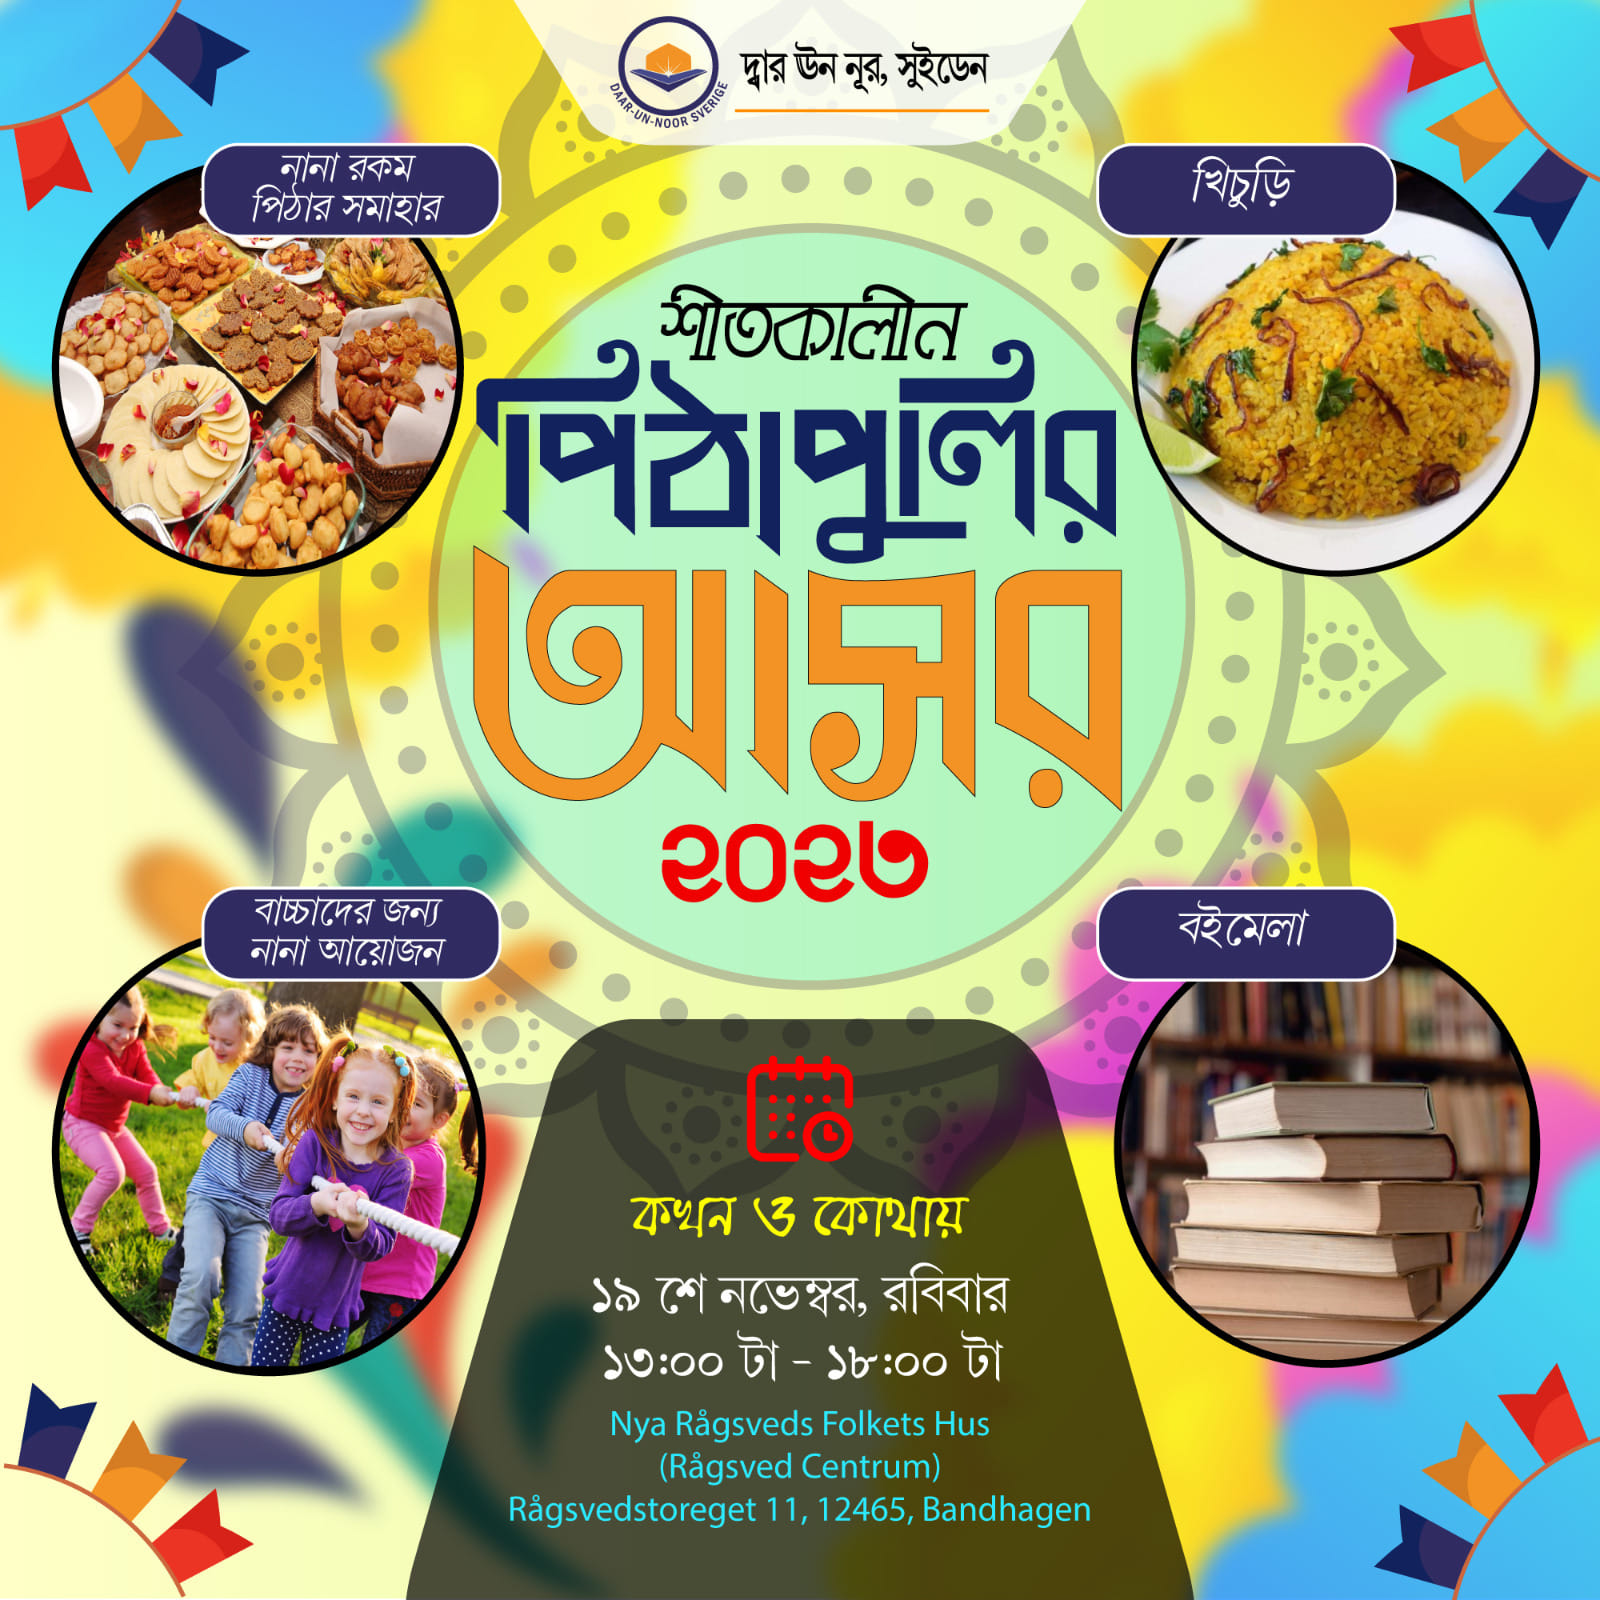 DAAR-UN-NOOR SVERIGE
দ্বার ঊন নূর, সুইডেন
নানা রকম
পিঠার সমাহার
খিচুড়ি
শীতকালীন
পিঠাপুলির
আসর
২০২৩
বাচ্চাদের জন্য
নানা আয়োজন
বইমেলা
কখন ও কোথায়
১৯ শে নভেম্বর, রবিবার
১৩:০০ টা - ১৮:০০ টা
Nya Rågsveds Folkets Hus
(Rågsved Centrum)
Rågsvedstoreget 11, 12465, Bandhagen